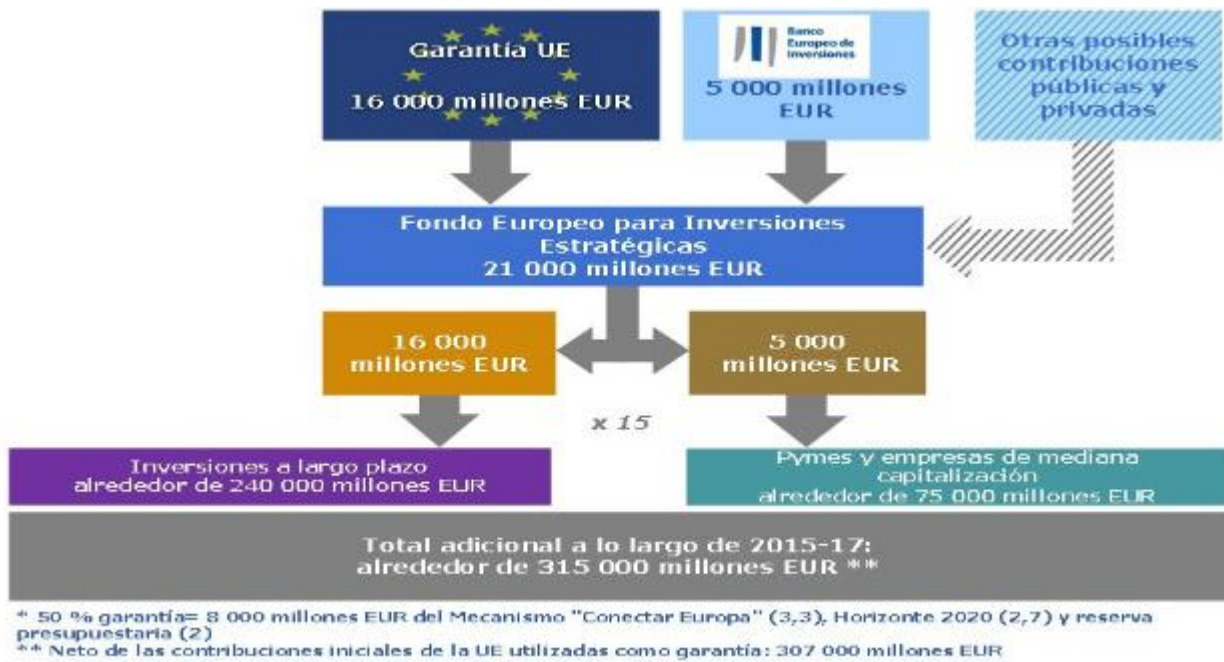 Garantía UE
16 000 millones EUR
Banco
Europeo de
Inversiones
5 000 millones
EUR
Otras posibles
contribuciones
públicas y
privadas
Fondo Europeo para Inversiones
Estratégicas
21 000 millones EUR
16 000
millones EUR
5 000
millones EUR
x 15
Inversiones a largo plazo
alrededor de 240 000 millones EUR
Pymes y empresas de mediana
capitalización
alrededor de 75 000 millones EUR
Total adicional a lo largo de 2015-17:
alrededor de 315 000 millones EUR **
* 50 % garantía= 8 000 millones EUR del Mecanismo "Conectar Europa" (3,3), Horizonte 2020 (2,7) y reserva
presupuestaria (2)
** Neto de las contribuciones iniciales de la UE utilizadas como garantía: 307 000 millones EUR